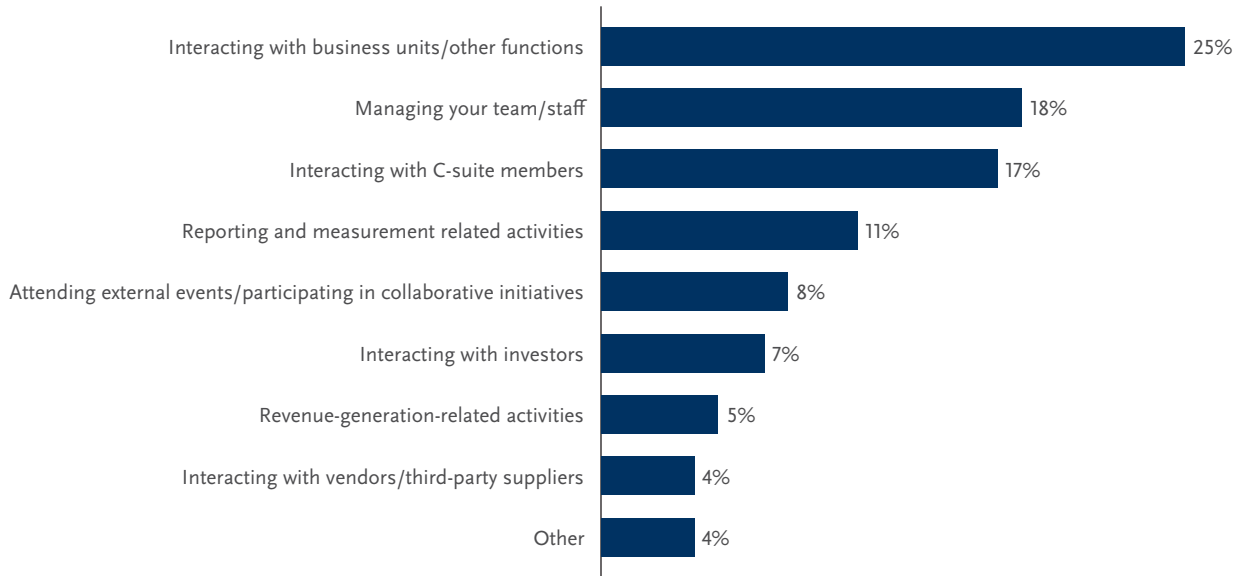 Interacting with business units/other functions 25%
Managing your team/staff 18%
Interacting with C-suite members 17%
Reporting and measurement related activities 11%
Attending external events/participating in collaborative initiatives 8%
Interacting with investors 7%
Revenue-generation-related activities 5%
Interacting with vendors/third-party suppliers 4%
Other 4%